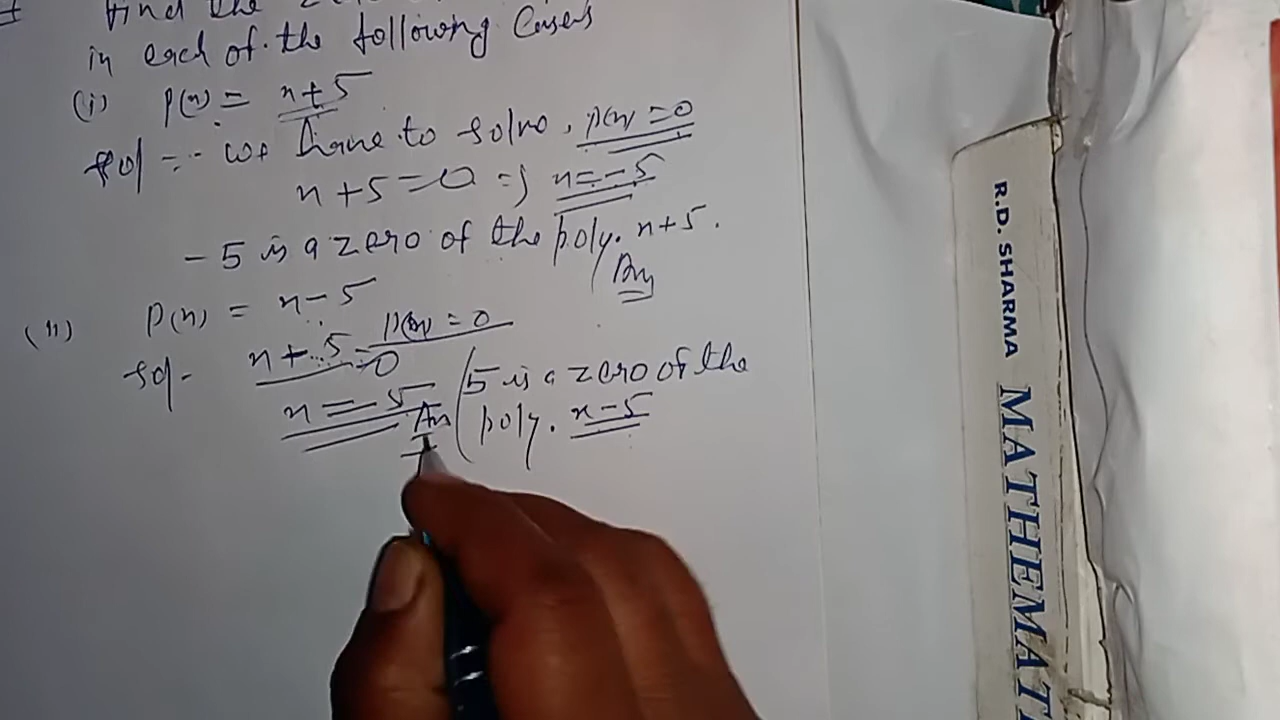 Find the
in each of the following Cases
(i) p(x) = x+5
Sol :- we have to solve, p(x) = 0
x+5=0 => x=-5
-5 is a zero of the poly. x+5.
Ans
(ii) P(x) = x-5
p(x) = 0
Sol- x+5=0
x=-5 Ans
5 is a zero of the
poly. x-5
R.D. SHARMA
MATHEMAT